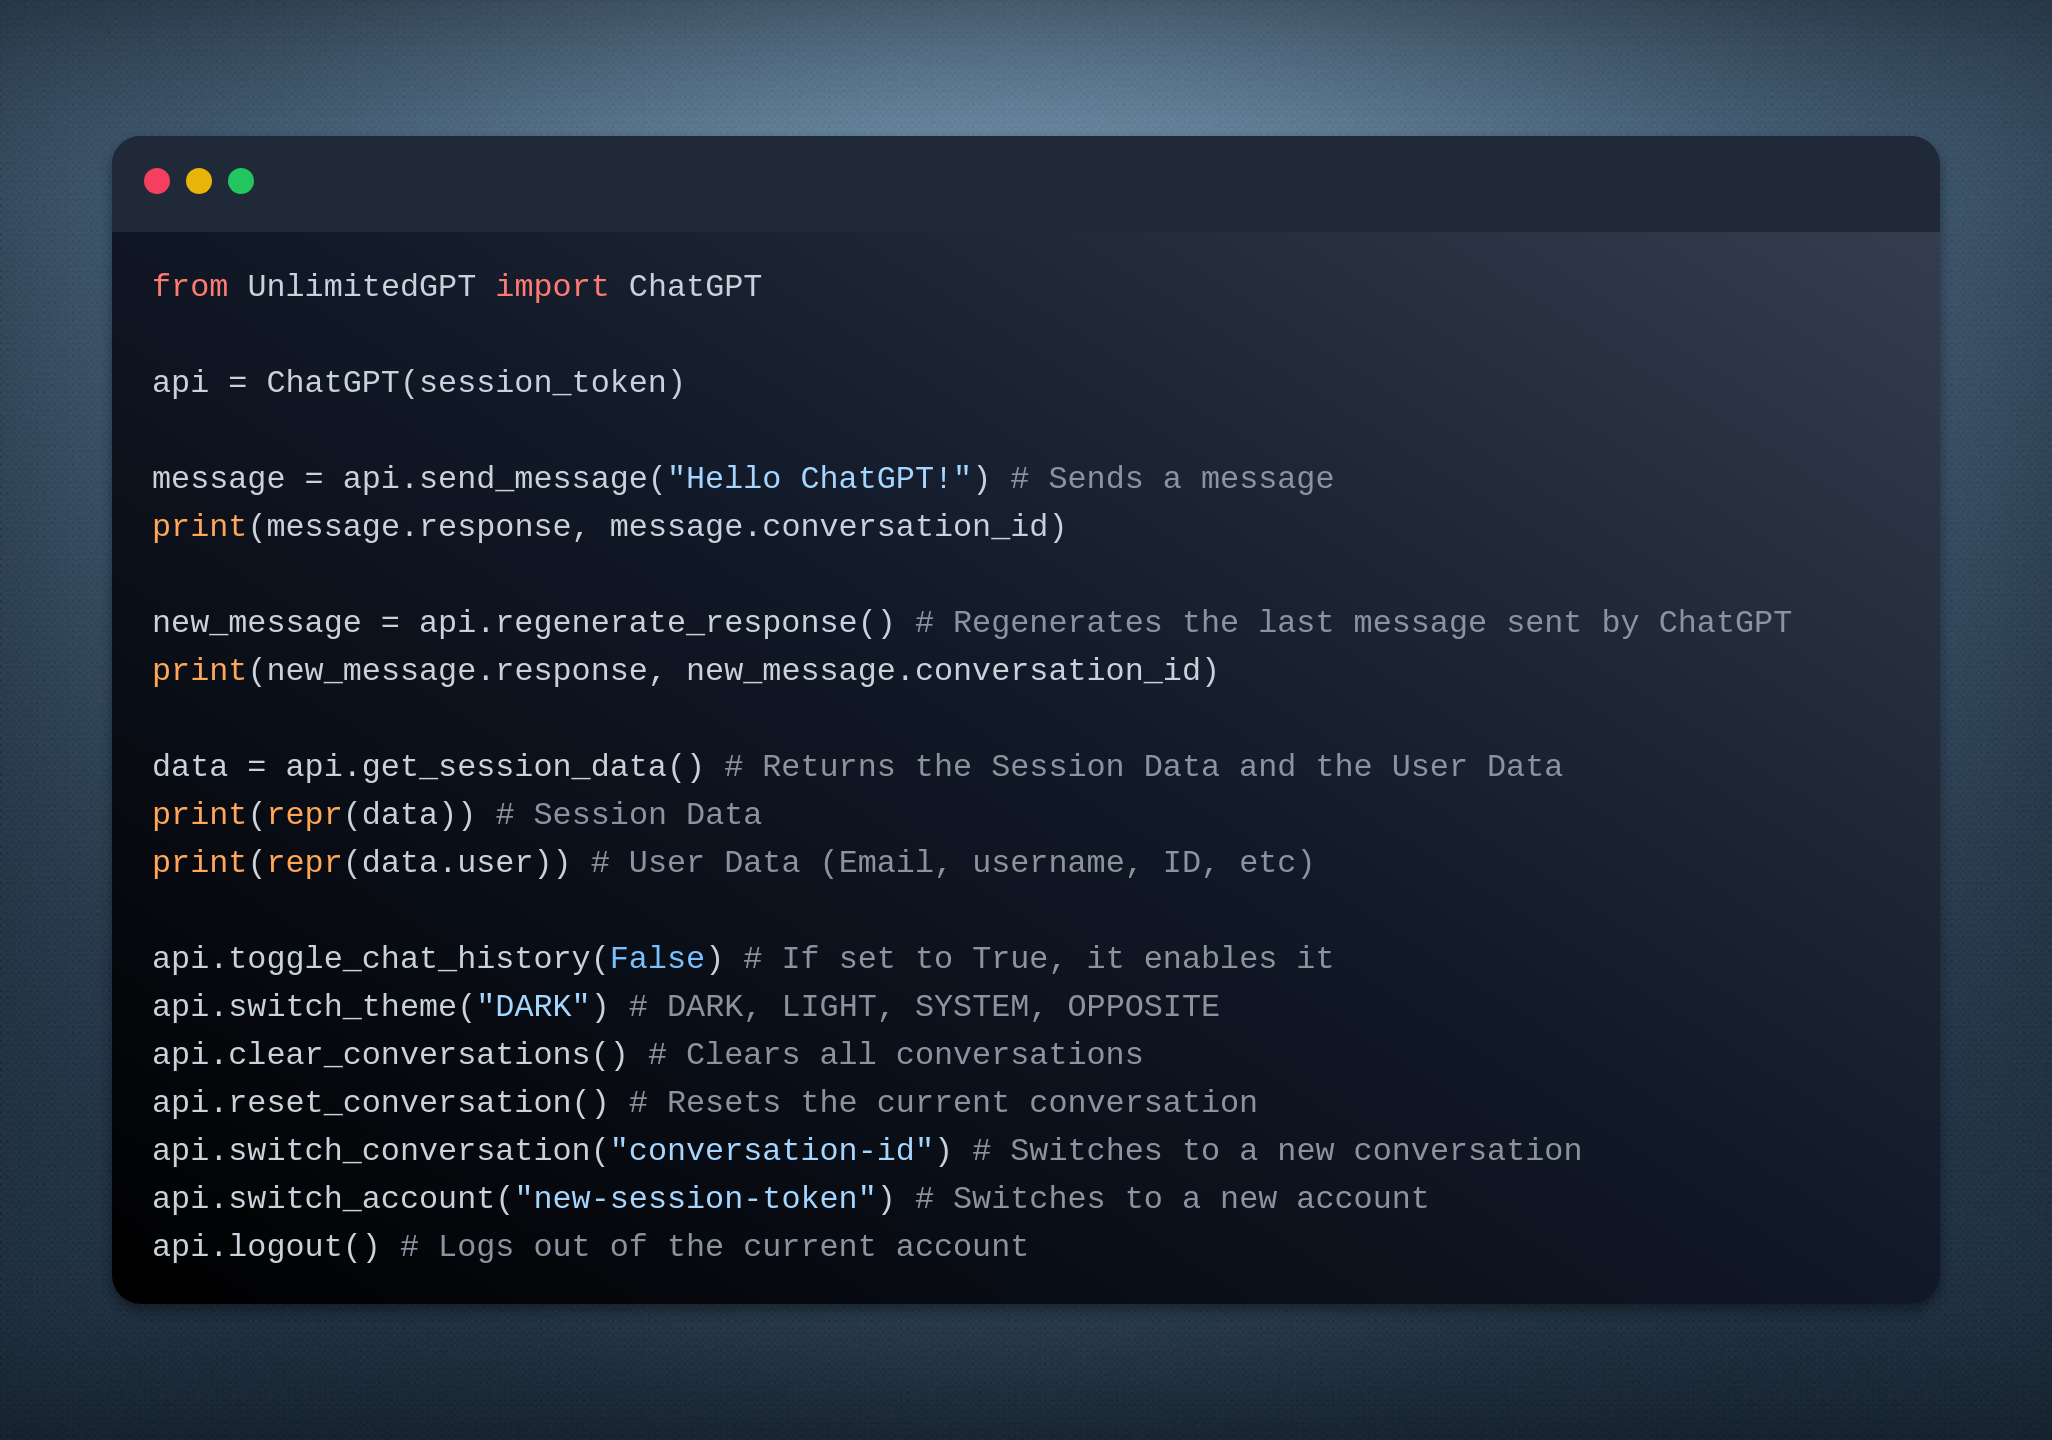 from UnlimitedGPT import ChatGPT
api = ChatGPT(session_token)
message = api.send_message("Hello ChatGPT!") # Sends a message
print(message.response, message.conversation_id)
new_message = api.regenerate_response() # Regenerates the last message sent by ChatGPT
print(new_message.response, new_message.conversation_id)
data = api.get_session_data() # Returns the Session Data and the User Data
print(repr(data)) # Session Data
print(repr(data.user)) # User Data (Email, username, ID, etc)
api.toggle_chat_history(False) # If set to True, it enables it
api.switch_theme("DARK") # DARK, LIGHT, SYSTEM, OPPOSITE
api.clear_conversations() # Clears all conversations
api.reset_conversation() # Resets the current conversation
api.switch_conversation("conversation-id") # Switches to a new conversation
api.switch_account("new-session-token") # Switches to a new account
api.logout() # Logs out of the current account